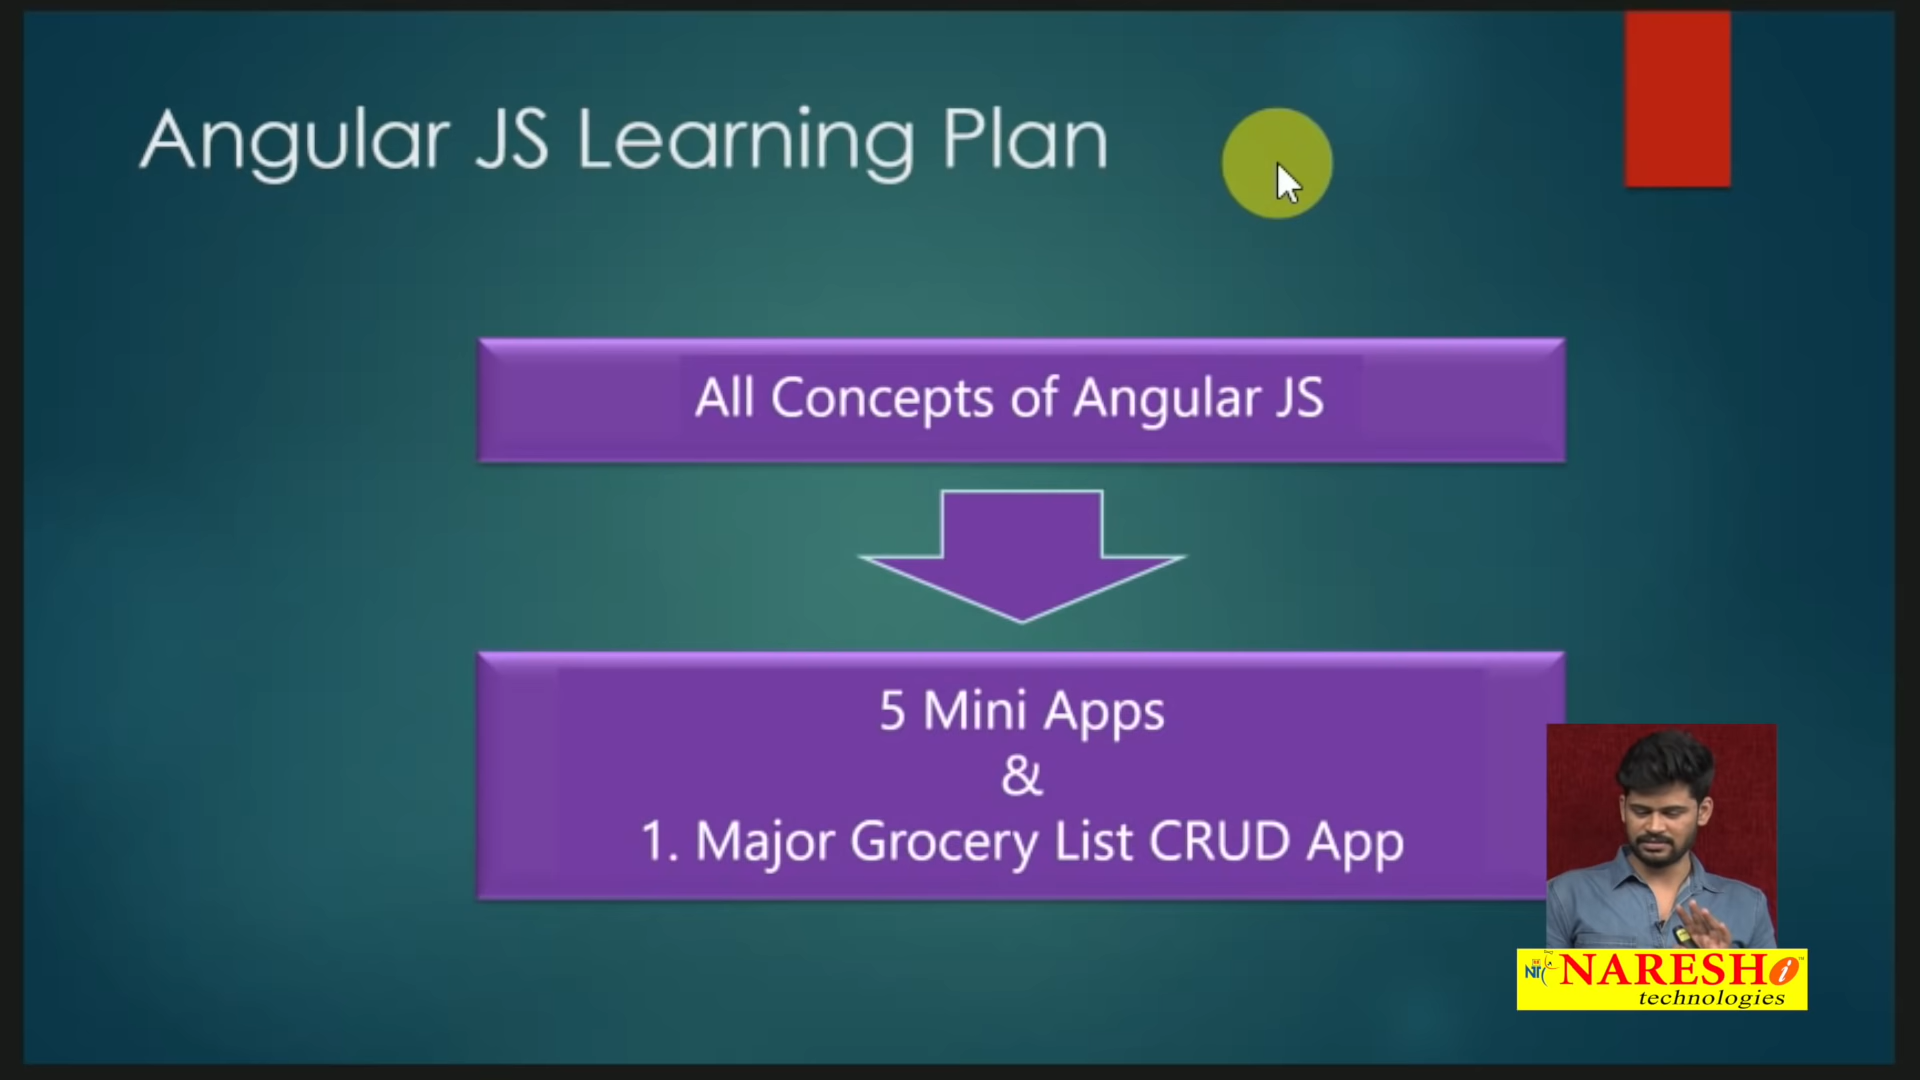 Angular JS Learning Plan
All Concepts of Angular JS
5 Mini Apps
&
1. Major Grocery List CRUD App
NARESHi
technologies